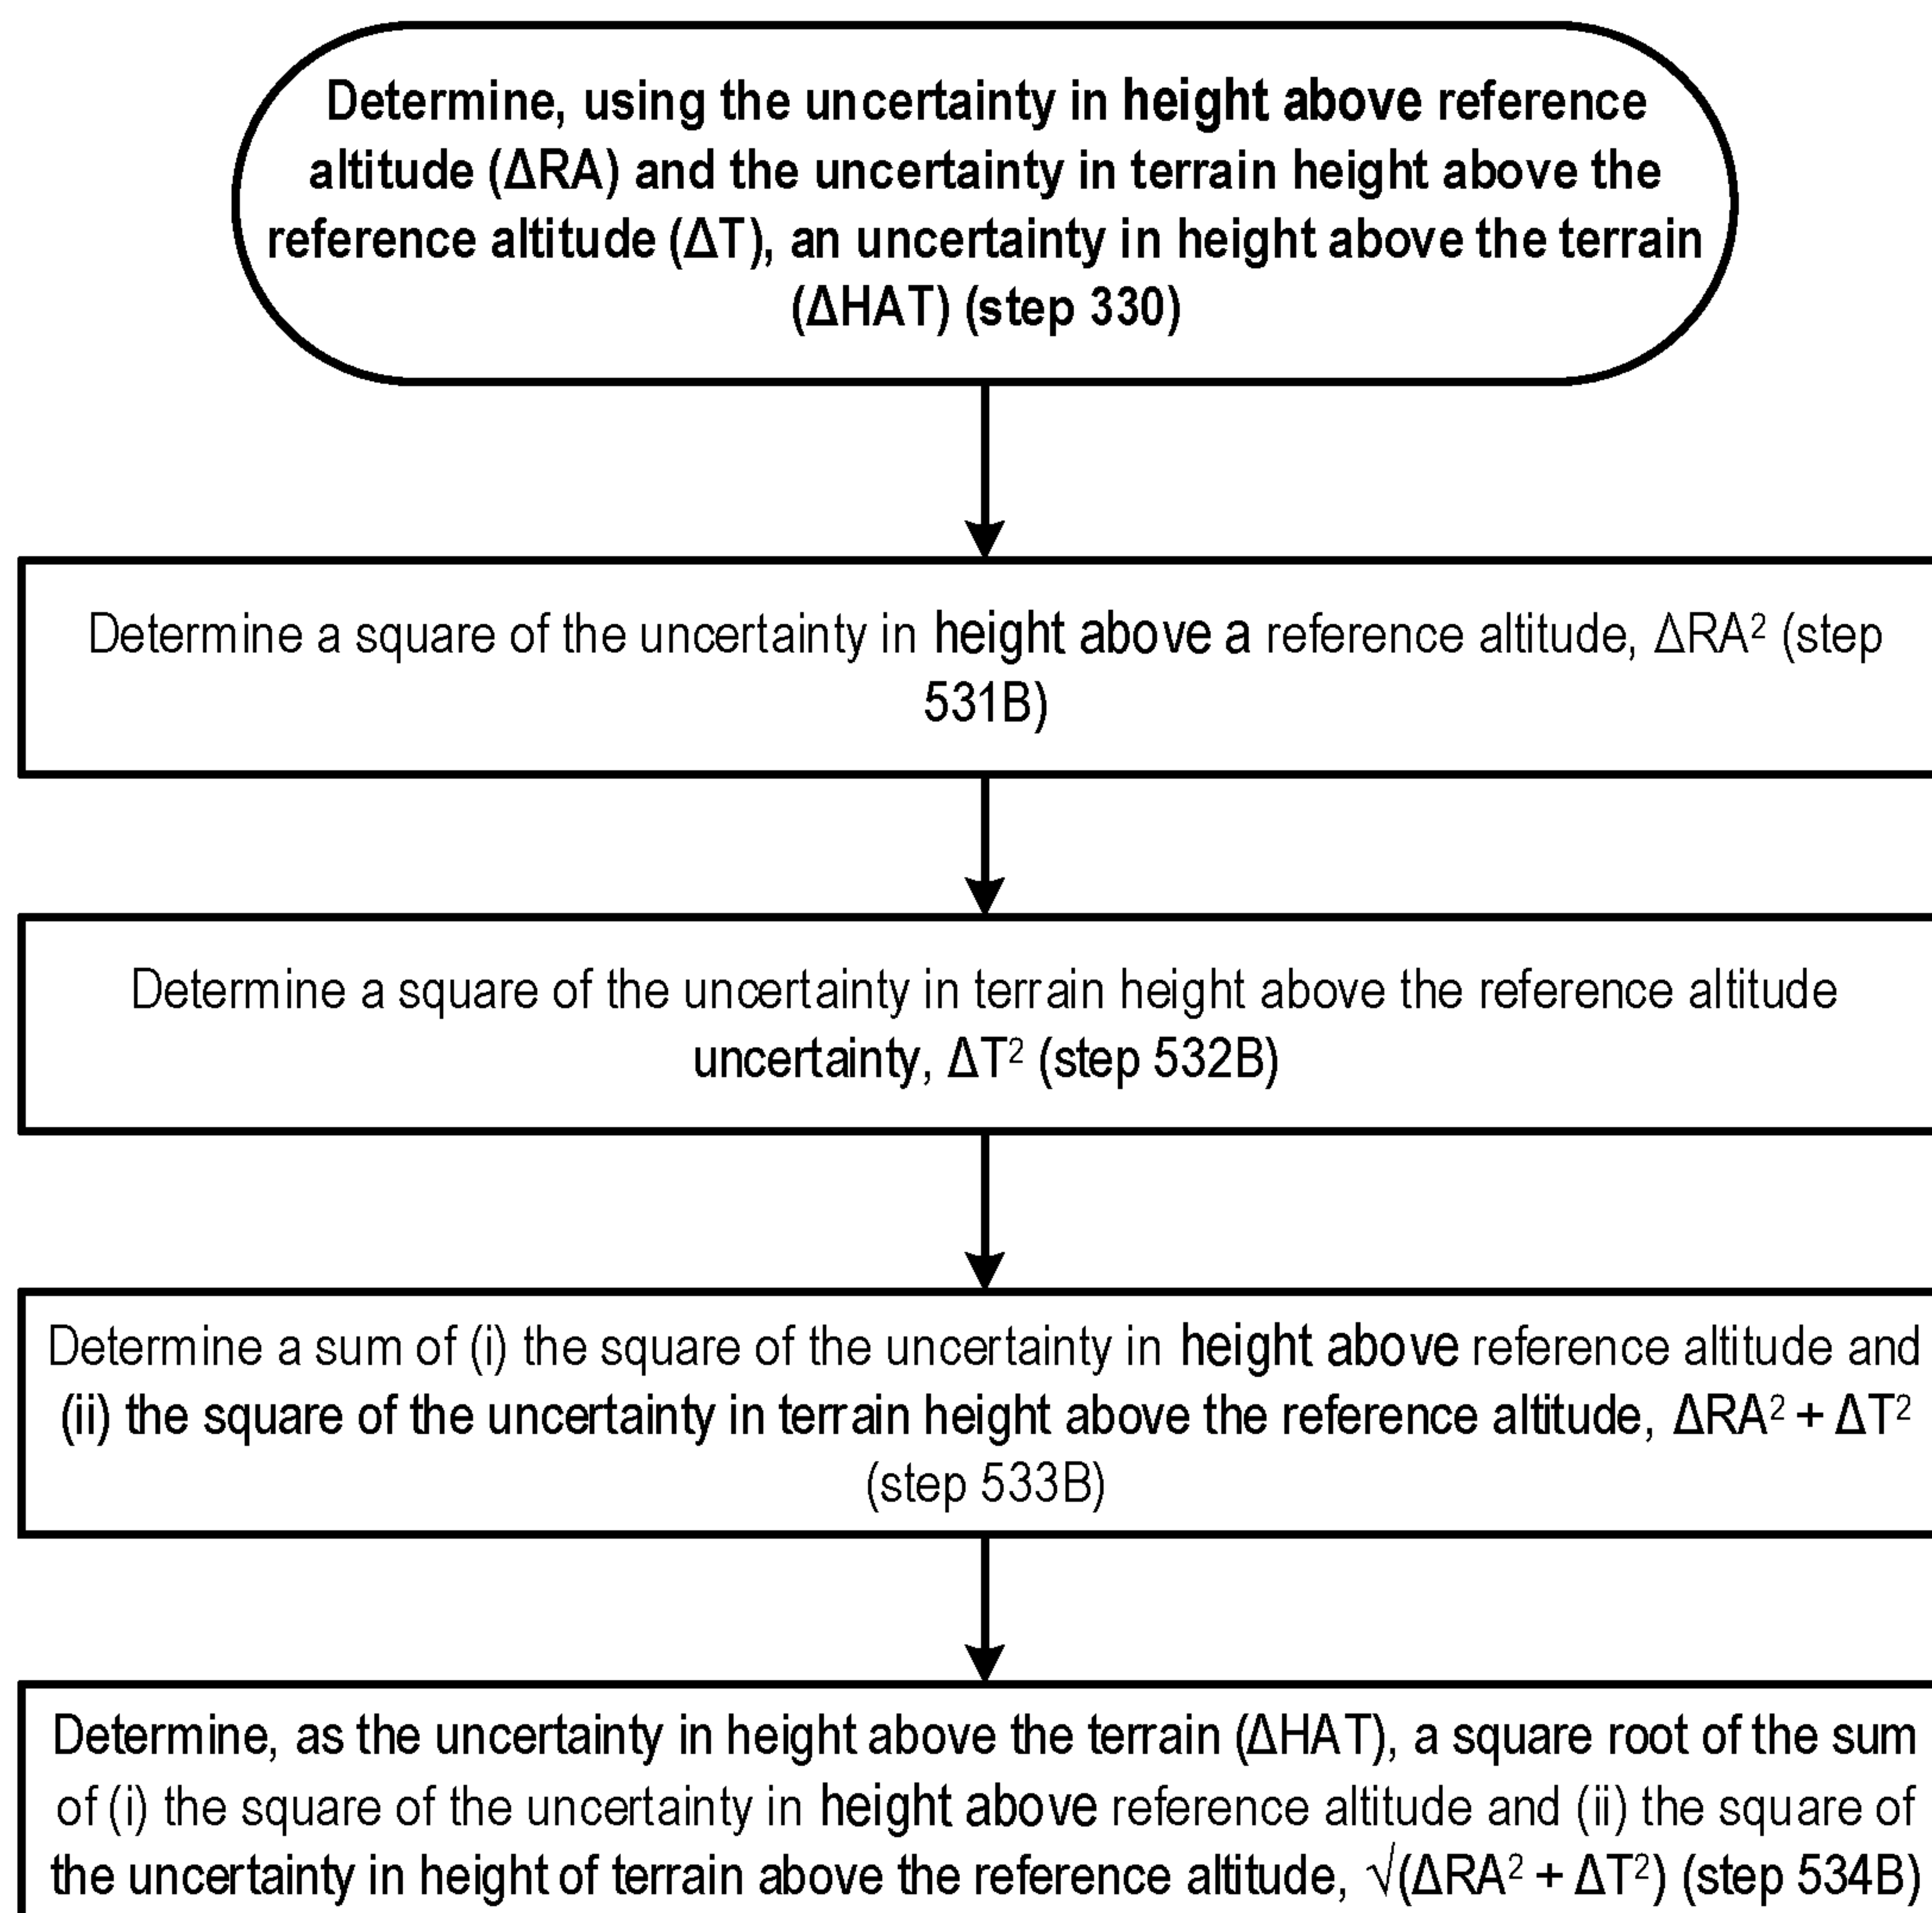 Determine, using the uncertainty in height above reference
altitude (ΔRA) and the uncertainty in terrain height above the
reference altitude (ΔT), an uncertainty in height above the terrain
(ΔHAT) (step 330)
Determine a square of the uncertainty in height above a reference altitude, ΔRA² (step
531B)
Determine a square of the uncertainty in terrain height above the reference altitude
uncertainty, ΔT² (step 532B)
Determine a sum of (i) the square of the uncertainty in height above reference altitude and
(ii) the square of the uncertainty in terrain height above the reference altitude, ΔRA² + ΔT²
(step 533B)
Determine, as the uncertainty in height above the terrain (ΔHAT), a square root of the sum
of (i) the square of the uncertainty in height above reference altitude and (ii) the square of
the uncertainty in height of terrain above the reference altitude, √(ΔRA² + ΔT²) (step 534B)